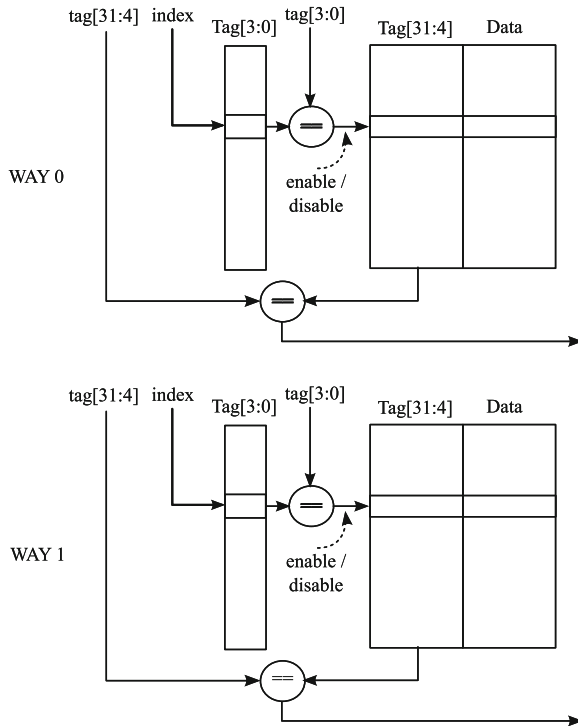 tag[31:4] index Tag[3:0] tag[3:0] Tag[31:4] Data
==
WAY 0
enable /
disable
==
tag[31:4] index Tag[3:0] tag[3:0] Tag[31:4] Data
==
WAY 1
enable /
disable
==